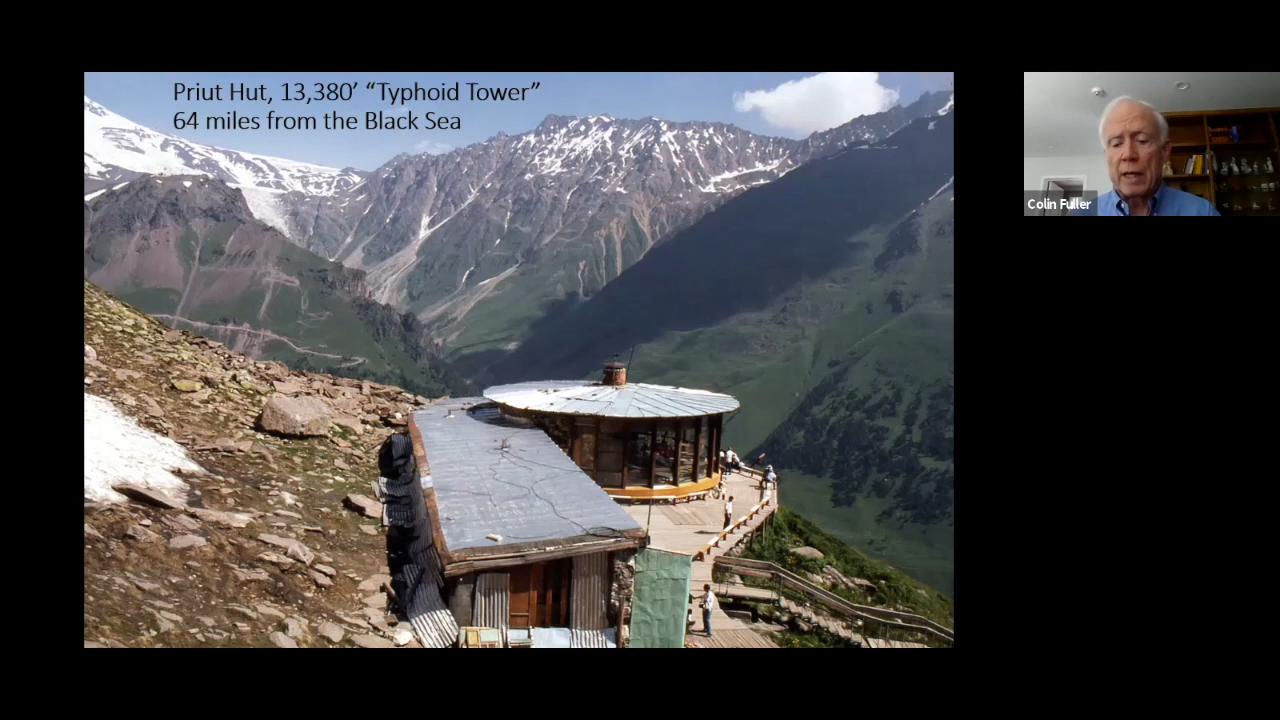 Priut Hut, 13,380’ “Typhoid Tower”
64 miles from the Black Sea
Colin Fuller